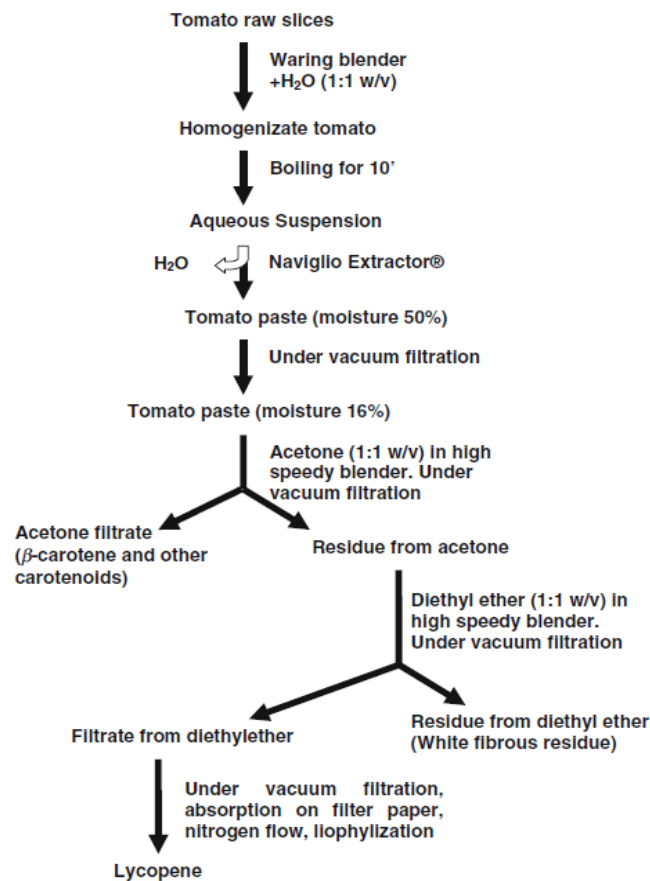 Tomato raw slices
Waring blender
+H₂O (1:1 w/v)
Homogenizate tomato
Boiling for 10’
Aqueous Suspension
H₂O
Naviglio Extractor®
Tomato paste (moisture 50%)
Under vacuum filtration
Tomato paste (moisture 16%)
Acetone (1:1 w/v) in high
speedy blender. Under
vacuum filtration
Acetone filtrate
(β-carotene and other
carotenoids)
Residue from acetone
Diethyl ether (1:1 w/v) in
high speedy blender.
Under vacuum filtration
Filtrate from diethylether
Residue from diethyl ether
(White fibrous residue)
Under vacuum filtration,
absorption on filter paper,
nitrogen flow, liophylization
Lycopene